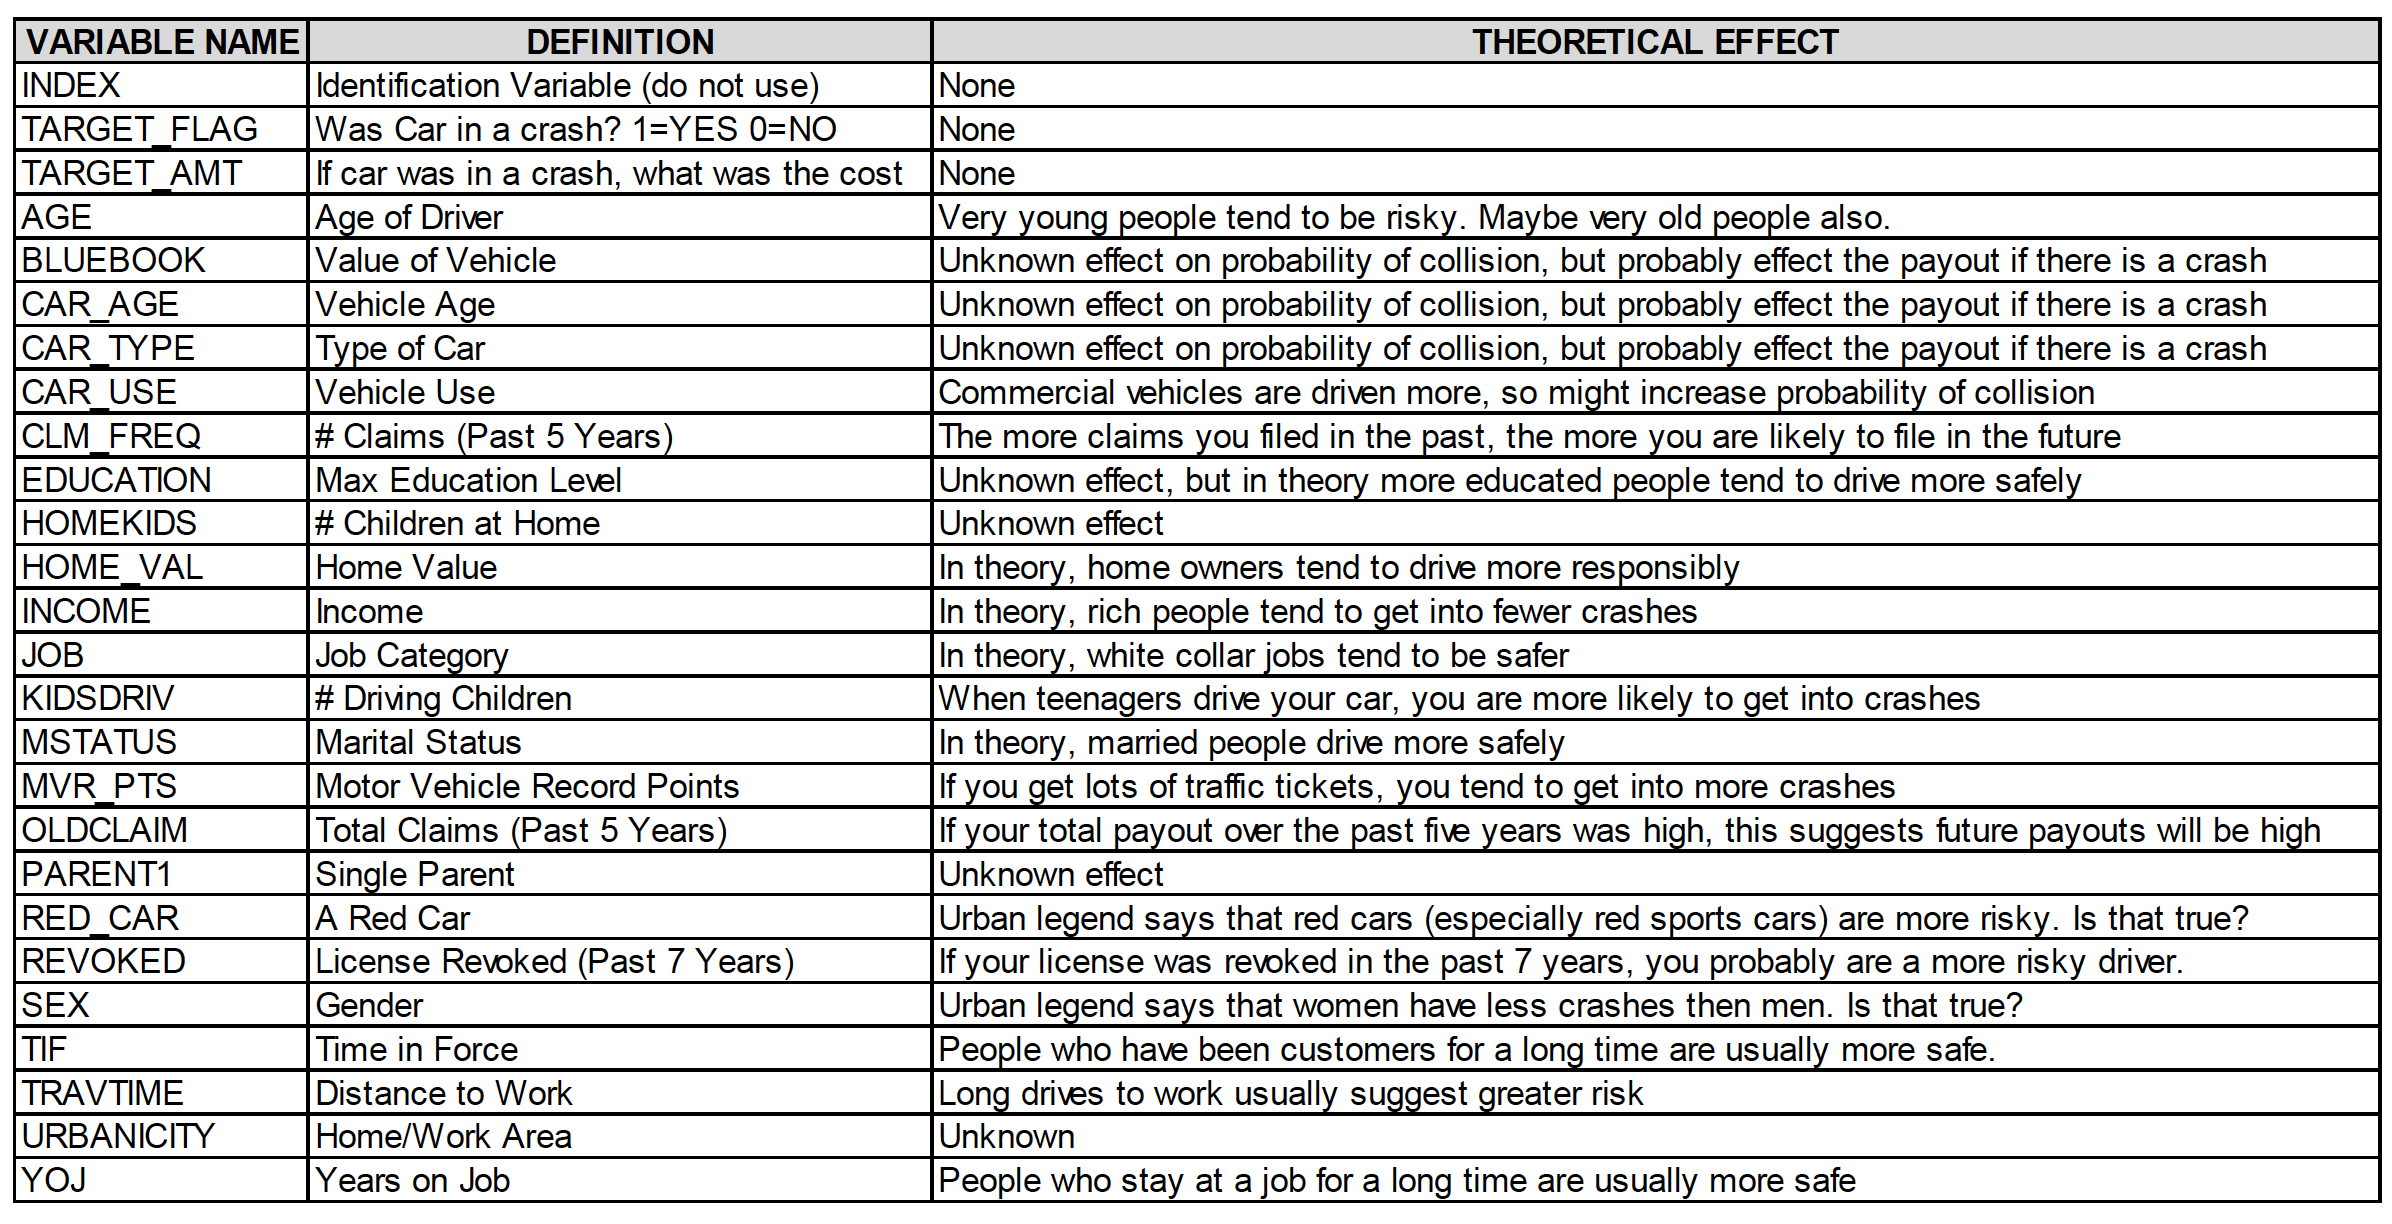 VARIABLE NAME DEFINITION THEORETICAL EFFECT
INDEX Identification Variable (do not use) None
TARGET_FLAG Was Car in a crash? 1=YES 0=NO None
TARGET_AMT If car was in a crash, what was the cost None
AGE Age of Driver Very young people tend to be risky. Maybe very old people also.
BLUEBOOK Value of Vehicle Unknown effect on probability of collision, but probably effect the payout if there is a crash
CAR_AGE Vehicle Age Unknown effect on probability of collision, but probably effect the payout if there is a crash
CAR_TYPE Type of Car Unknown effect on probability of collision, but probably effect the payout if there is a crash
CAR_USE Vehicle Use Commercial vehicles are driven more, so might increase probability of collision
CLM_FREQ # Claims (Past 5 Years) The more claims you filed in the past, the more you are likely to file in the future
EDUCATION Max Education Level Unknown effect, but in theory more educated people tend to drive more safely
HOMEKIDS # Children at Home Unknown effect
HOME_VAL Home Value In theory, home owners tend to drive more responsibly
INCOME Income In theory, rich people tend to get into fewer crashes
JOB Job Category In theory, white collar jobs tend to be safer
KIDSDRIV # Driving Children When teenagers drive your car, you are more likely to get into crashes
MSTATUS Marital Status In theory, married people drive more safely
MVR_PTS Motor Vehicle Record Points If you get lots of traffic tickets, you tend to get into more crashes
OLDCLAIM Total Claims (Past 5 Years) If your total payout over the past five years was high, this suggests future payouts will be high
PARENT1 Single Parent Unknown effect
RED_CAR A Red Car Urban legend says that red cars (especially red sports cars) are more risky. Is that true?
REVOKED License Revoked (Past 7 Years) If your license was revoked in the past 7 years, you probably are a more risky driver.
SEX Gender Urban legend says that women have less crashes then men. Is that true?
TIF Time in Force People who have been customers for a long time are usually more safe.
TRAVTIME Distance to Work Long drives to work usually suggest greater risk
URBANICITY Home/Work Area Unknown
YOJ Years on Job People who stay at a job for a long time are usually more safe